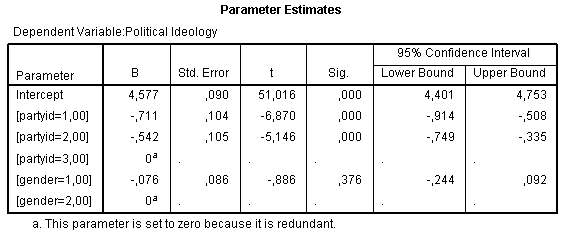 Parameter Estimates
Dependent Variable:Political Ideology
95% Confidence Interval
Parameter B Std. Error t Sig. Lower Bound Upper Bound
Intercept 4,577 ,090 51,016 ,000 4,401 4,753
[partyid=1,00] -,711 ,104 -6,870 ,000 -,914 -,508
[partyid=2,00] -,542 ,105 -5,146 ,000 -,749 -,335
[partyid=3,00] 0a . . . . .
[gender=1,00] -,076 ,086 -,886 ,376 -,244 ,092
[gender=2,00] 0a . . . . .
a. This parameter is set to zero because it is redundant.